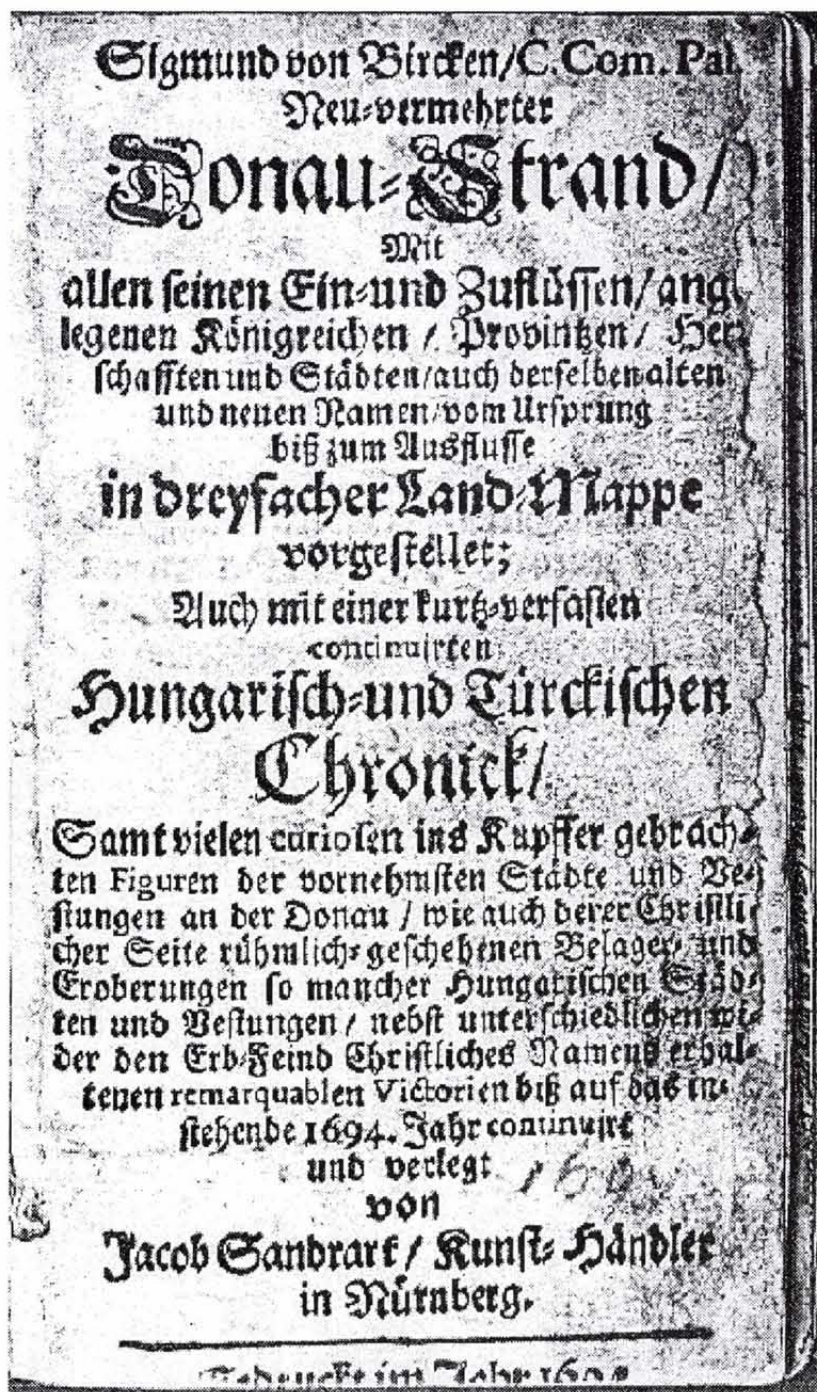 Sigmund von Bircken/C. Com. Pal.
Neu-vermehrter
Donau-Strand/
Mit
allen seinen Ein-und Zuflüssen/ang
legenen Königreichen / Provintzen / Her
schafften und Städten/auch derselben alten
und neuen Namen/vom Ursprung
biß zum Ausflusse
in dreyfacher Land-Mappe
vorgestellet;
Auch mit einer kurtz-verfasten
continuirten
Hungarisch-und Türckischen
Chronick/
Samt vielen curiosen ins Kupffer gebrach-
ten Figuren der vornehmsten Städte und Ve-
stungen an der Donau / wie auch derer Christli-
cher Seite rühmlich-geschehenen Belager- und
Eroberungen so mancher Hungarischen Städ-
ten und Vestungen / nebst unterschiedlichen wi-
der den Erb-Feind Christliches Namens erhal-
tenen remarquablen Victorien biß auf das in-
stehende 1694. Jahr continuirt
und verlegt
von
Jacob Sandrart / Kunst-Händler
in Nürnberg.
im Jahr